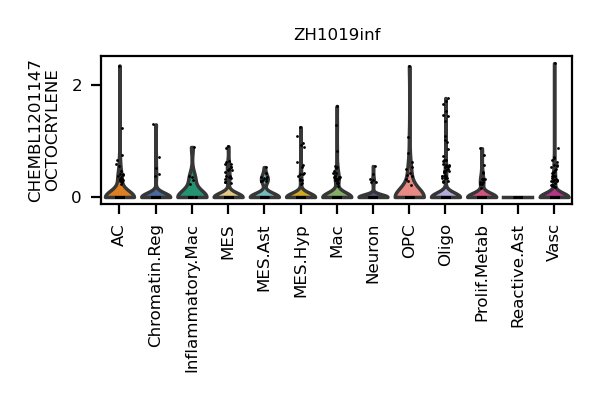 ZH1019inf
CHEMBL1201147
OCTOCRYLENE
2
0
AC
Chromatin.Reg
Inflammatory.Mac
MES
MES.Ast
MES.Hyp
Mac
Neuron
OPC
Oligo
Prolif.Metab
Reactive.Ast
Vasc